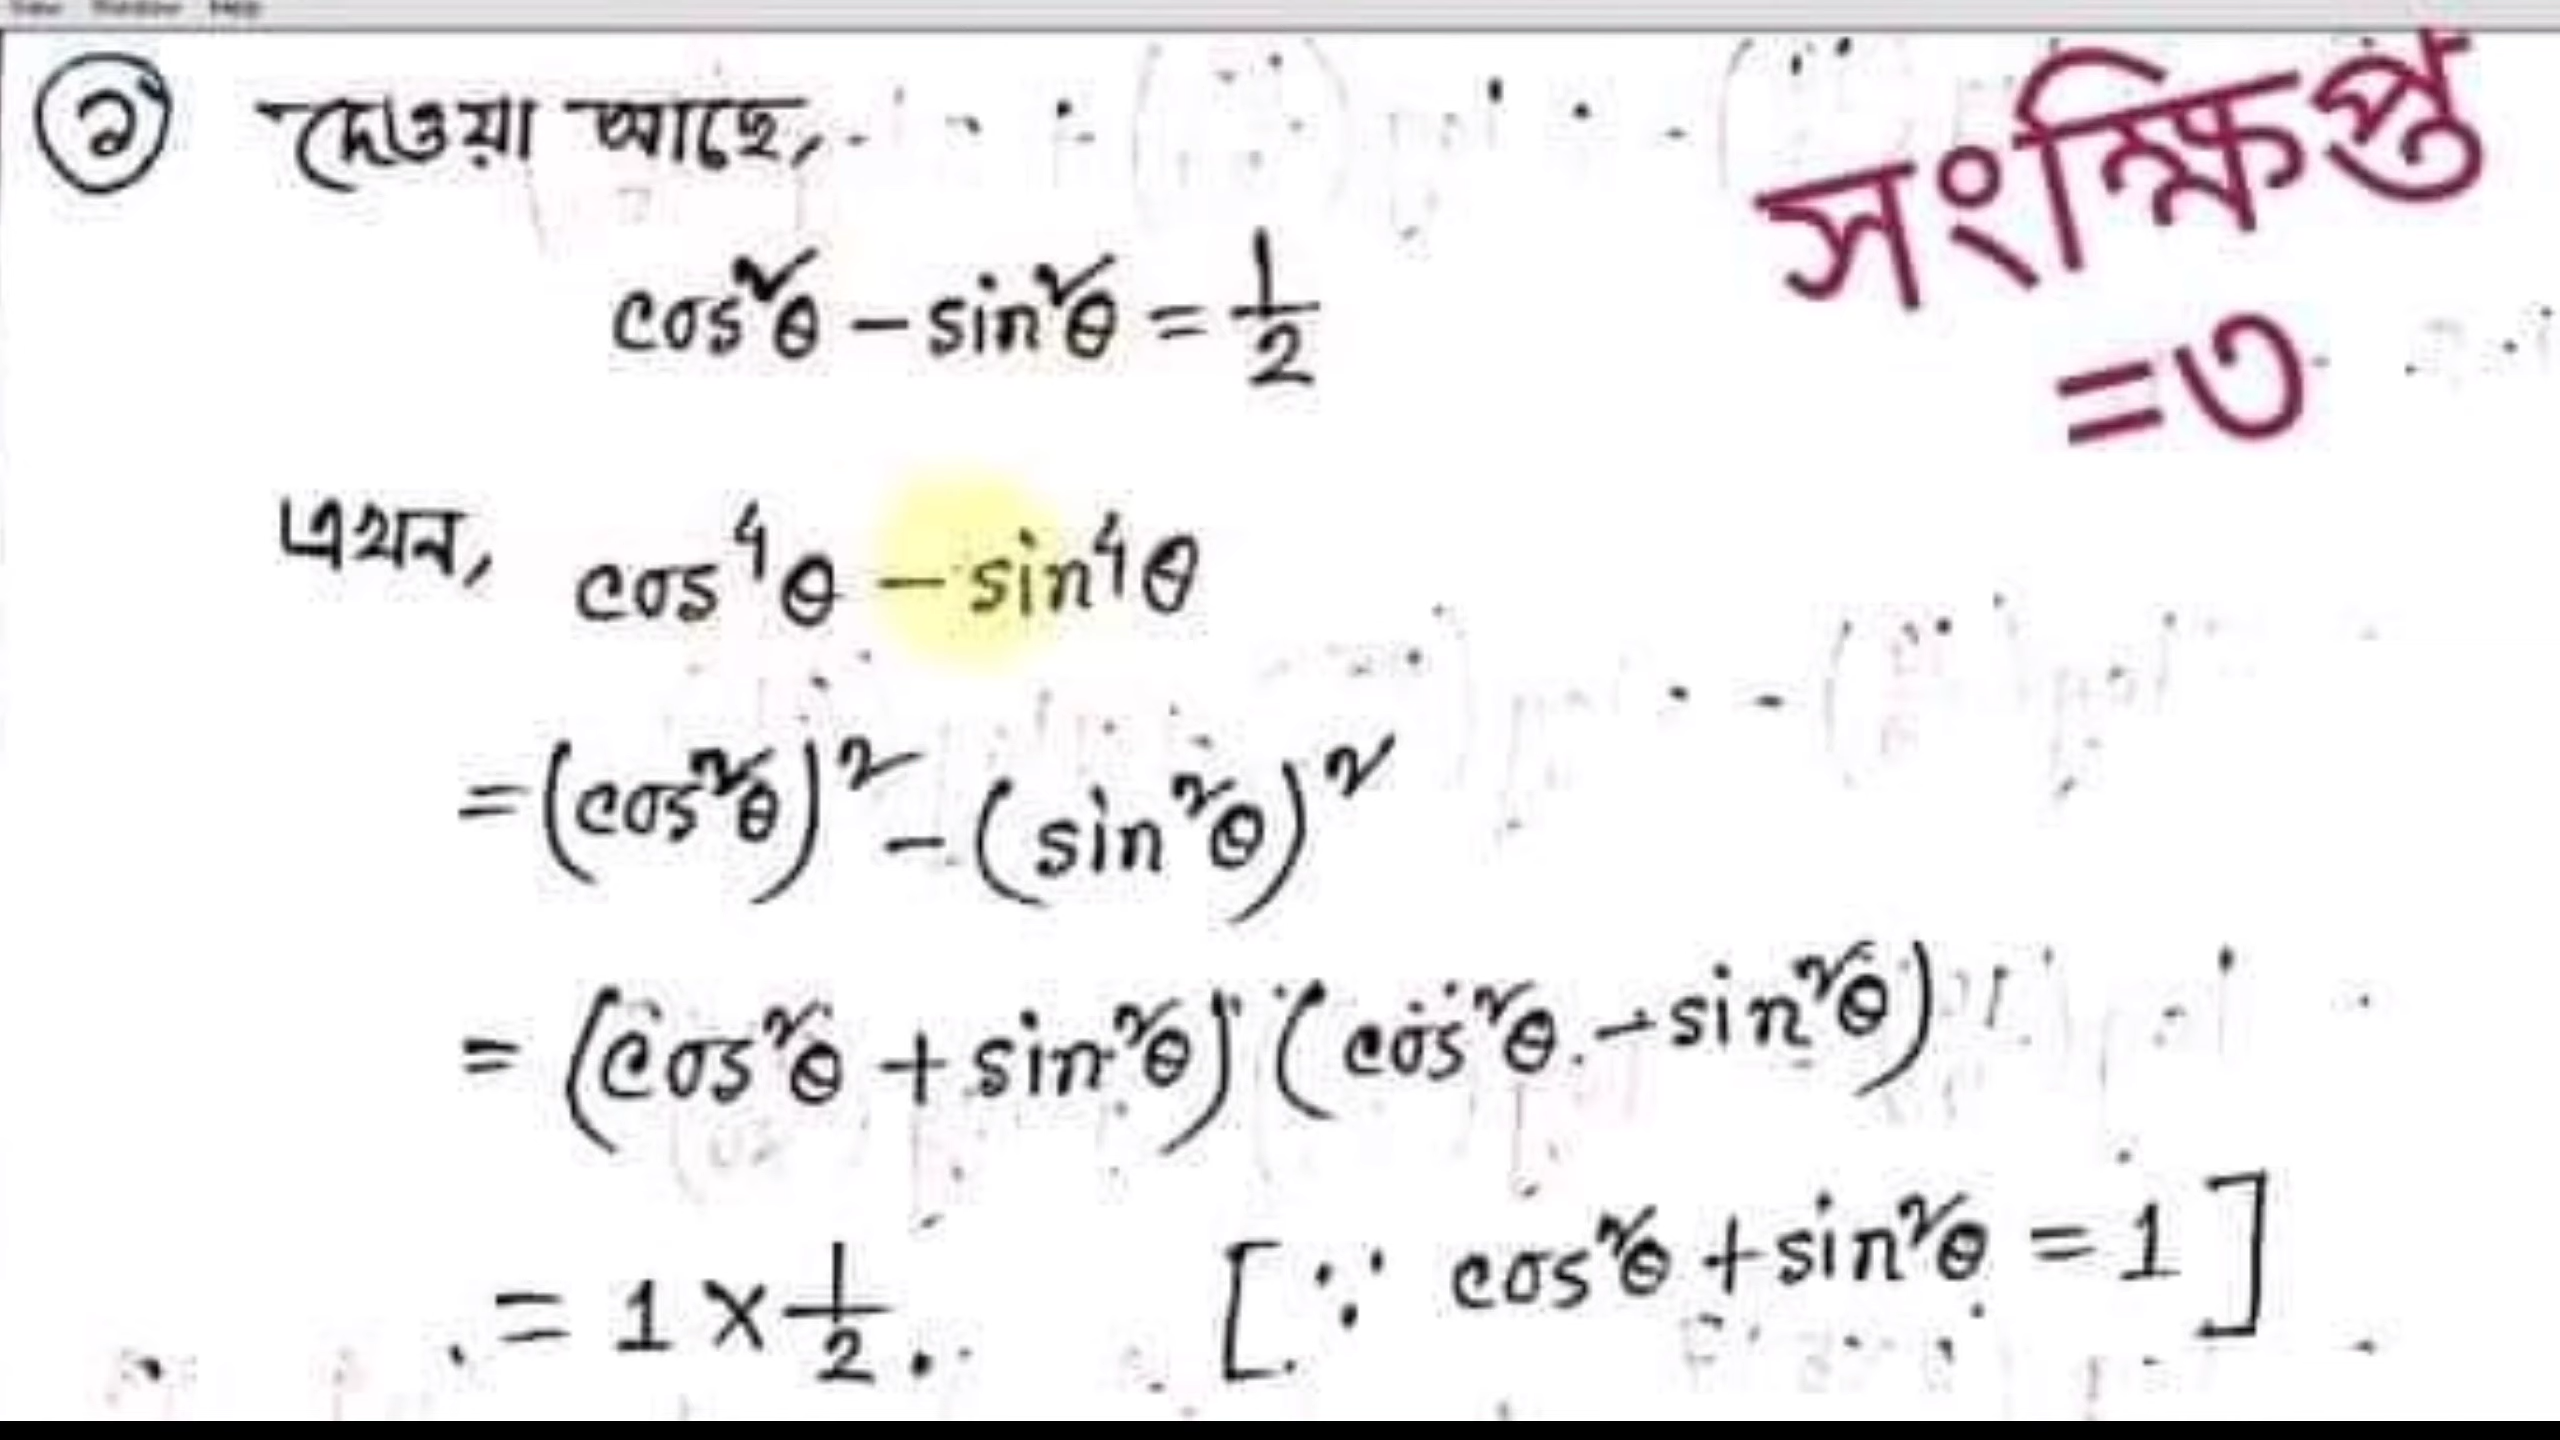 ১ দেওয়া আছে,
সংক্ষিপ্ত
=৩
cos²θ − sin²θ = 1/2
এখন, cos⁴θ − sin⁴θ
= (cos²θ)² − (sin²θ)²
= (cos²θ + sin²θ) (cos²θ − sin²θ)
= 1 × 1/2. [∵ cos²θ + sin²θ = 1]